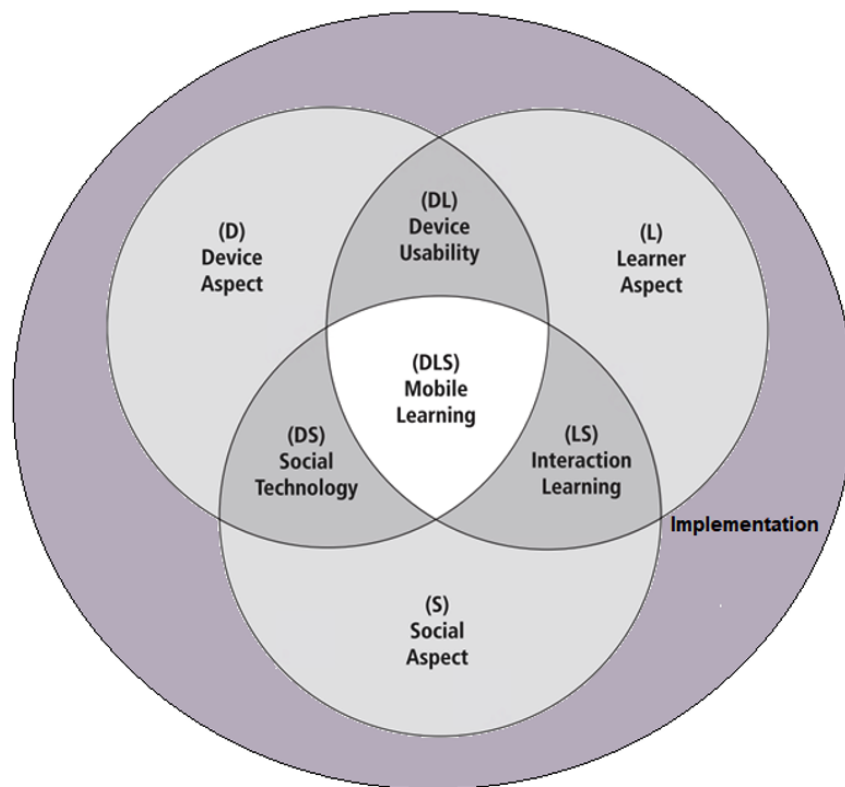 (DL)
Device
Usability
(D)
Device
Aspect
(L)
Learner
Aspect
(DLS)
Mobile
Learning
(DS)
Social
Technology
(LS)
Interaction
Learning
Implementation
(S)
Social
Aspect